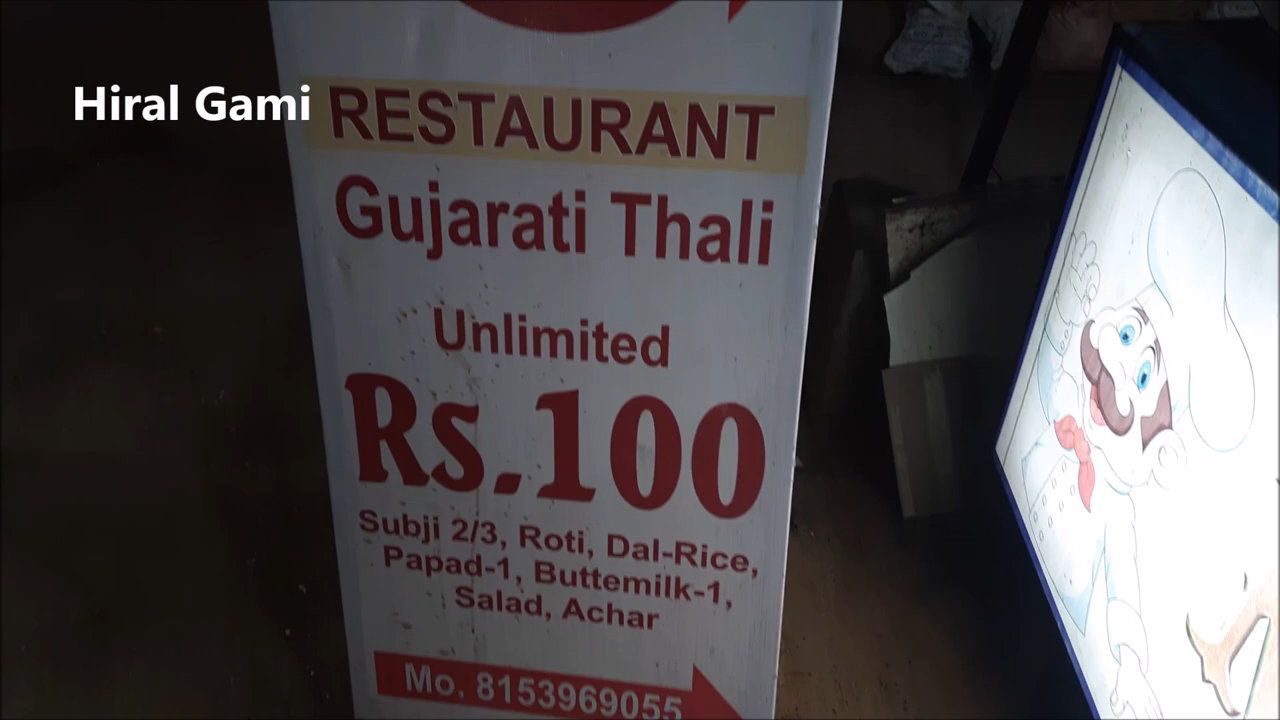 Hiral Gami
RESTAURANT
Gujarati Thali
Unlimited
Rs.100
Subji 2/3, Roti, Dal-Rice,
Papad-1, Buttemilk-1,
Salad, Achar
Mo. 8153969055